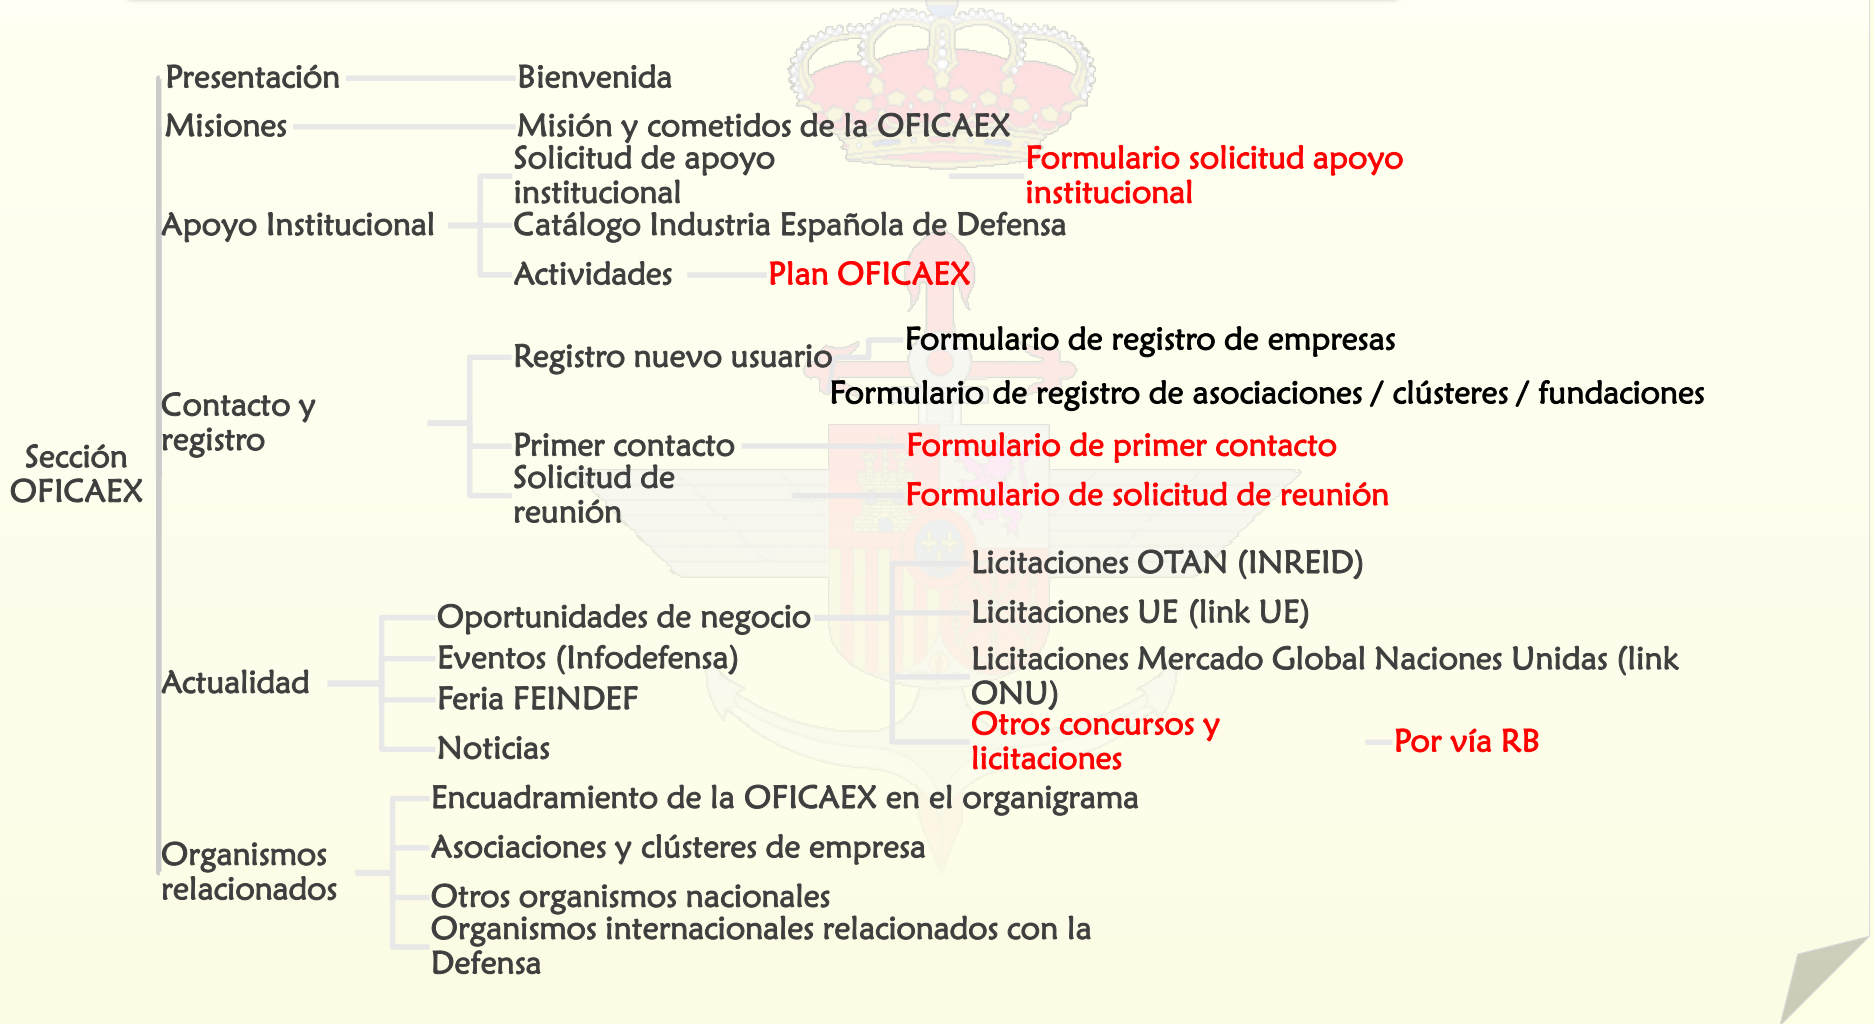 Sección
OFICAEX
Presentación
Bienvenida
Misiones
Misión y cometidos de la OFICAEX
Apoyo Institucional
Solicitud de apoyo
institucional
Formulario solicitud apoyo
institucional
Catálogo Industria Española de Defensa
Actividades
Plan OFICAEX
Contacto y
registro
Registro nuevo usuario
Formulario de registro de empresas
Formulario de registro de asociaciones / clústeres / fundaciones
Primer contacto
Formulario de primer contacto
Solicitud de
reunión
Formulario de solicitud de reunión
Actualidad
Oportunidades de negocio
Licitaciones OTAN (INREID)
Licitaciones UE (link UE)
Licitaciones Mercado Global Naciones Unidas (link
ONU)
Otros concursos y
licitaciones
Por vía RB
Eventos (Infodefensa)
Feria FEINDEF
Noticias
Organismos
relacionados
Encuadramiento de la OFICAEX en el organigrama
Asociaciones y clústeres de empresa
Otros organismos nacionales
Organismos internacionales relacionados con la
Defensa